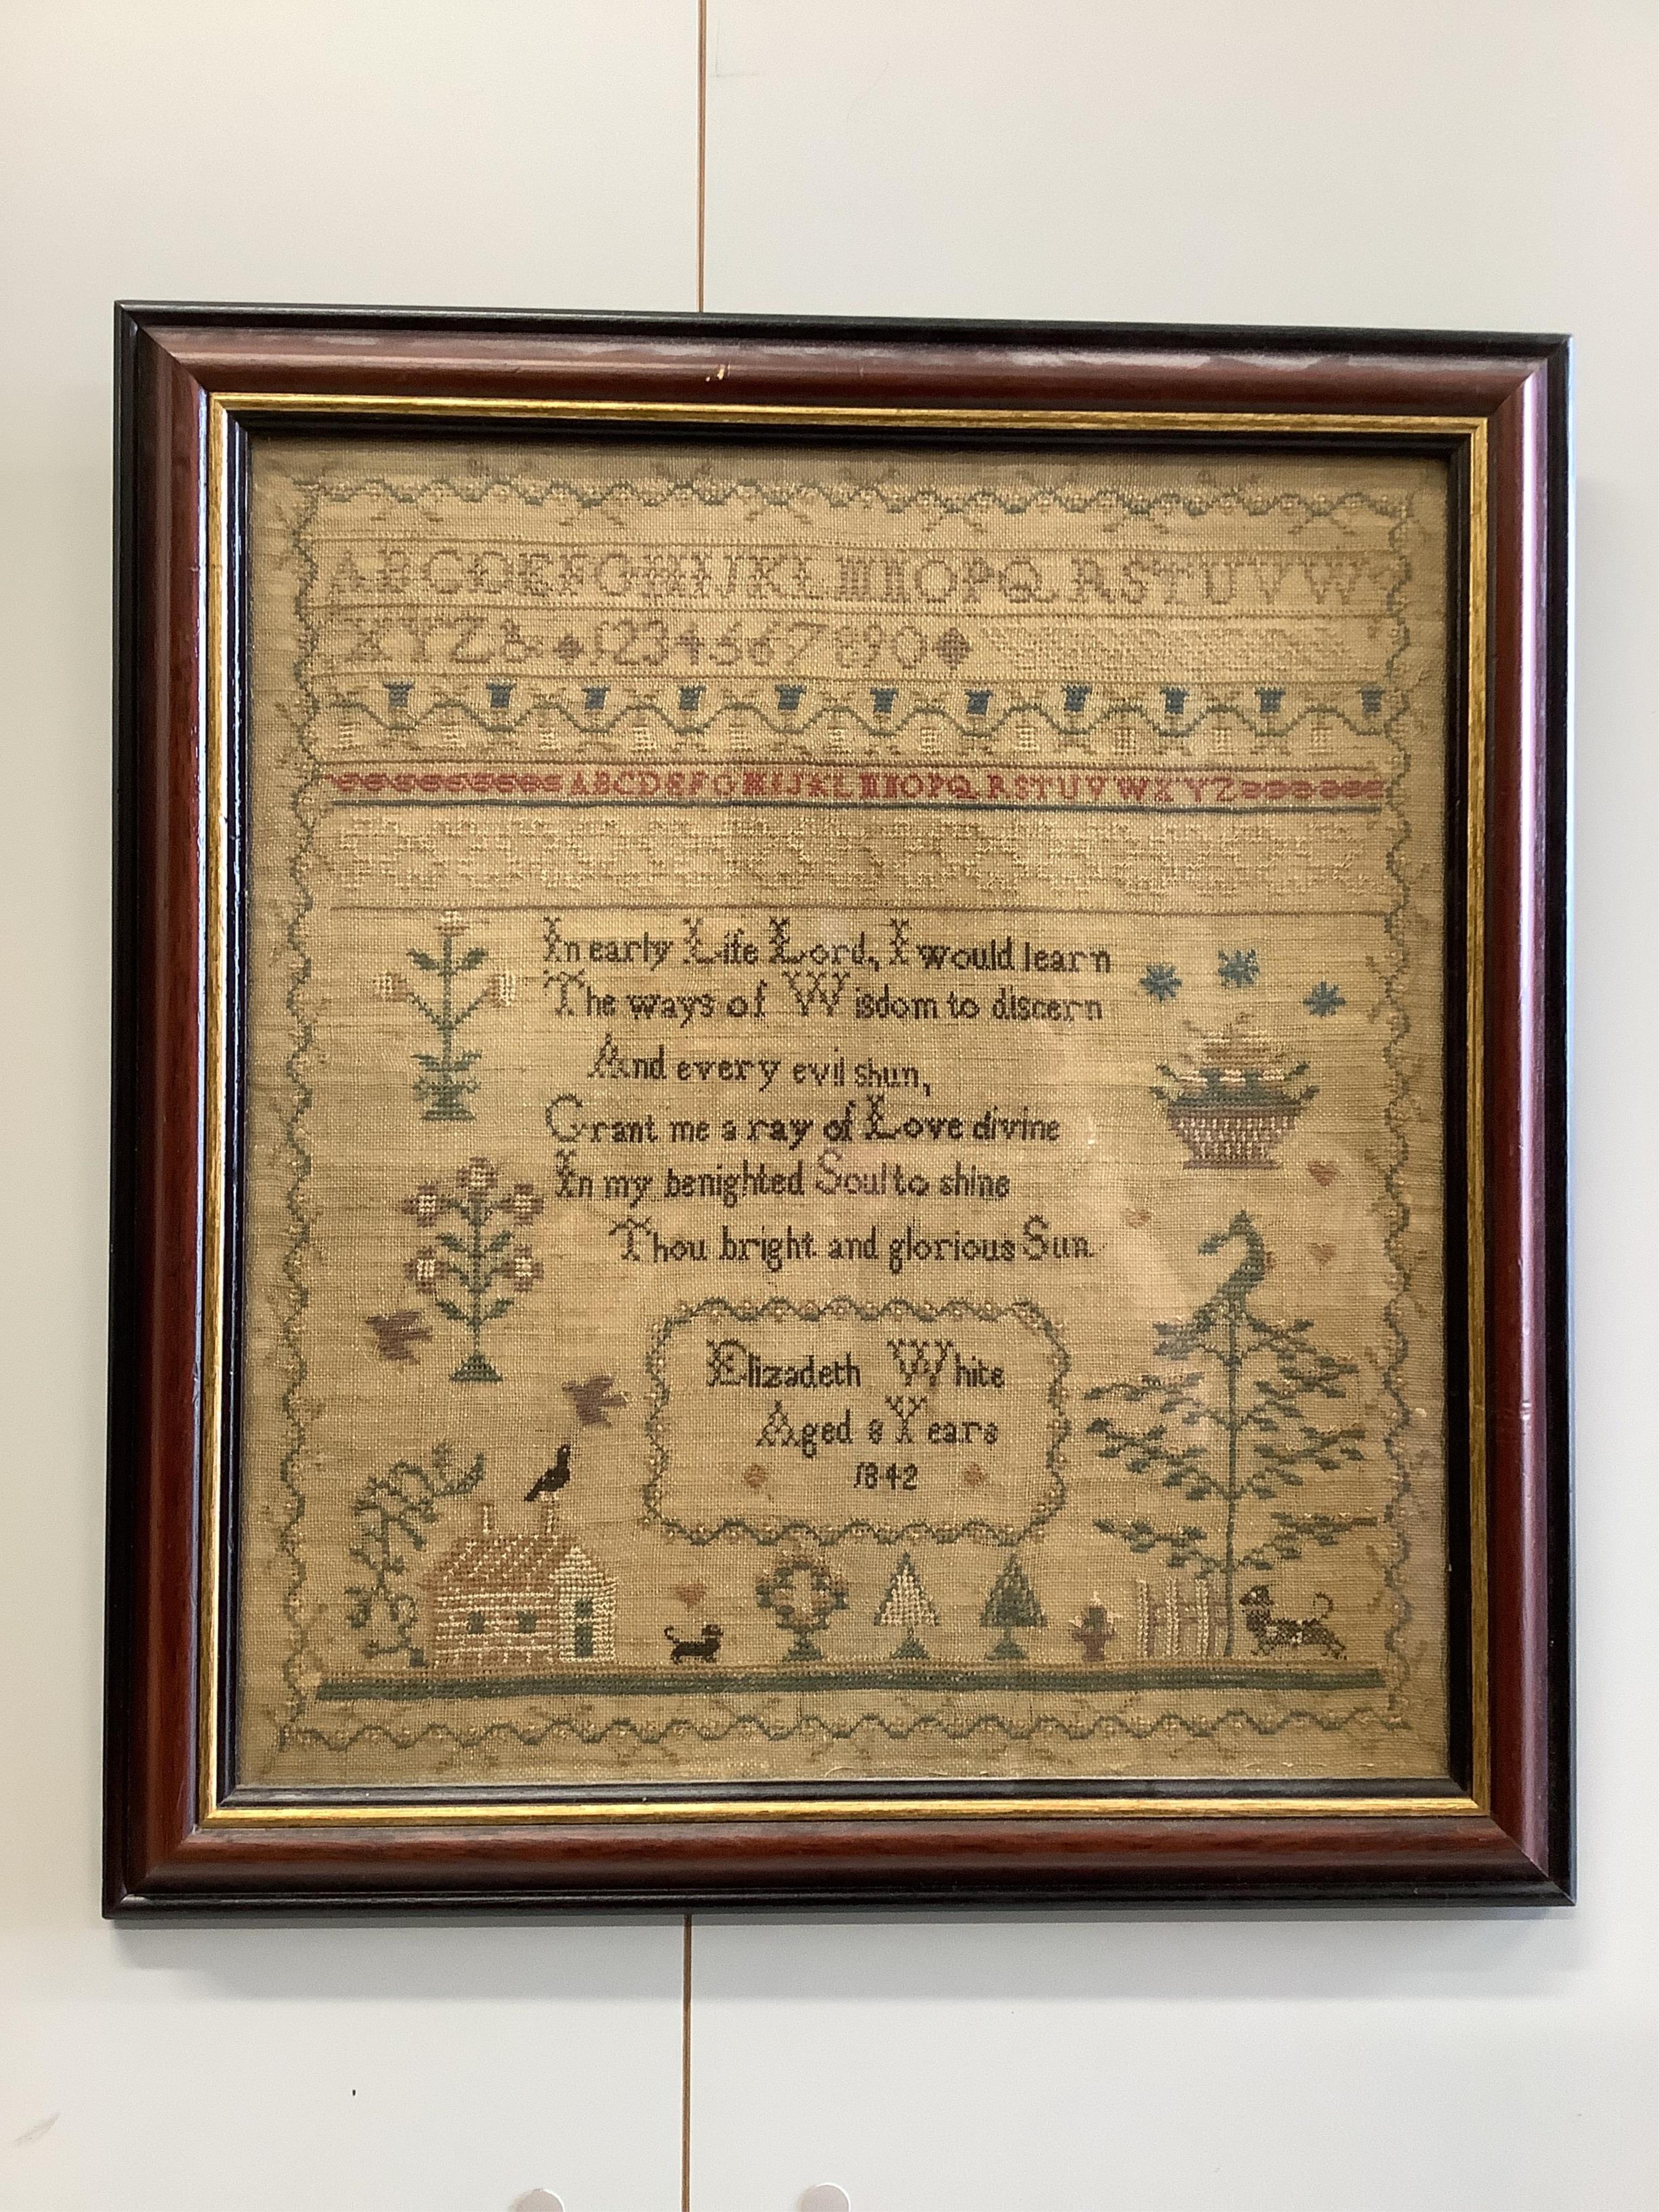 ABCDEFGHIJKLMNOPQRSTUVW
XYZ& 1234567890
ABCDEFGHIJKLMNOPQRSTUVWXYZ
In early Life Lord, I would learn
The ways of Wisdom to discern
And every evil shun,
Grant me a ray of Love divine
In my benighted Soul to shine
Thou bright and glorious Sun.
Elizadeth White
Aged 8 Years
1842